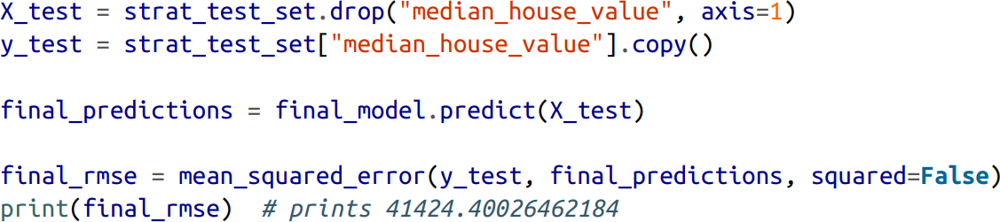 X_test = strat_test_set.drop("median_house_value", axis=1)
y_test = strat_test_set["median_house_value"].copy()
final_predictions = final_model.predict(X_test)
final_rmse = mean_squared_error(y_test, final_predictions, squared=False)
print(final_rmse)  # prints 41424.40026462184